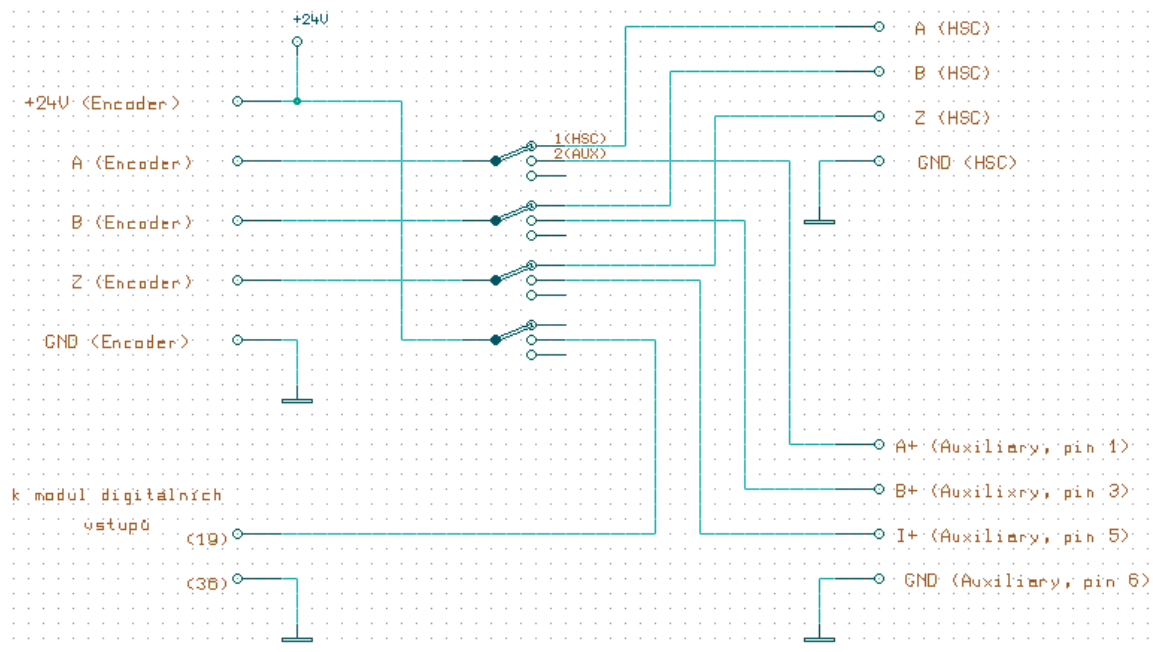 +24V
+24V (Encoder)
A (Encoder)
B (Encoder)
Z (Encoder)
GND (Encoder)
1(HSC)
2(AUX)
A (HSC)
B (HSC)
Z (HSC)
GND (HSC)
k modul digitálních
vstupů
(19)
(36)
A+ (Auxiliary, pin 1)
B+ (Auxilixry, pin 3)
I+ (Auxiliary, pin 5)
GND (Auxiliary, pin 6)